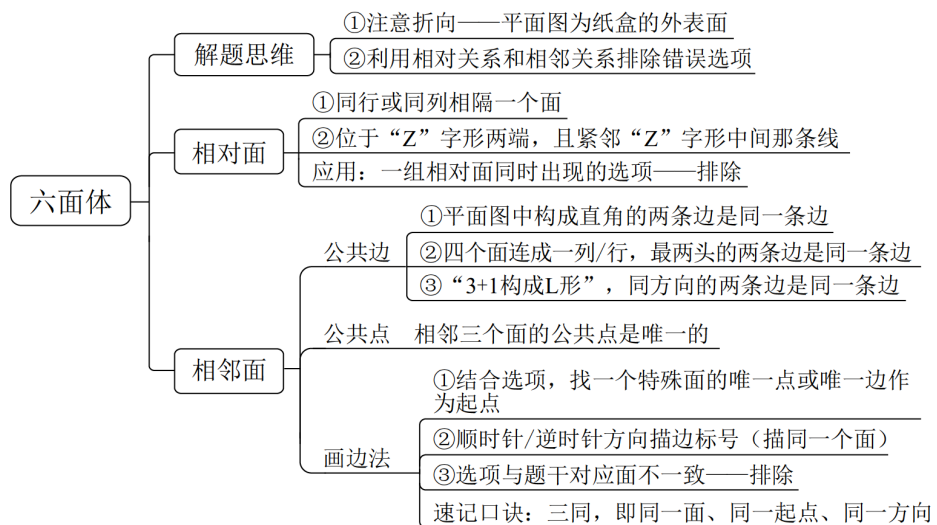 六面体
解题思维
①注意折向——平面图为纸盒的外表面
②利用相对关系和相邻关系排除错误选项
相对面
①同行或同列相隔一个面
②位于“Z”字形两端，且紧邻“Z”字形中间那条线
应用：一组相对面同时出现的选项——排除
相邻面
公共边
①平面图中构成直角的两条边是同一条边
②四个面连成一列/行，最两头的两条边是同一条边
③“3+1构成L形”，同方向的两条边是同一条边
公共点
相邻三个面的公共点是唯一的
画边法
①结合选项，找一个特殊面的唯一点或唯一边作
为起点
②顺时针/逆时针方向描边标号（描同一个面）
③选项与题干对应面不一致——排除
速记口诀：三同，即同一面、同一起点、同一方向